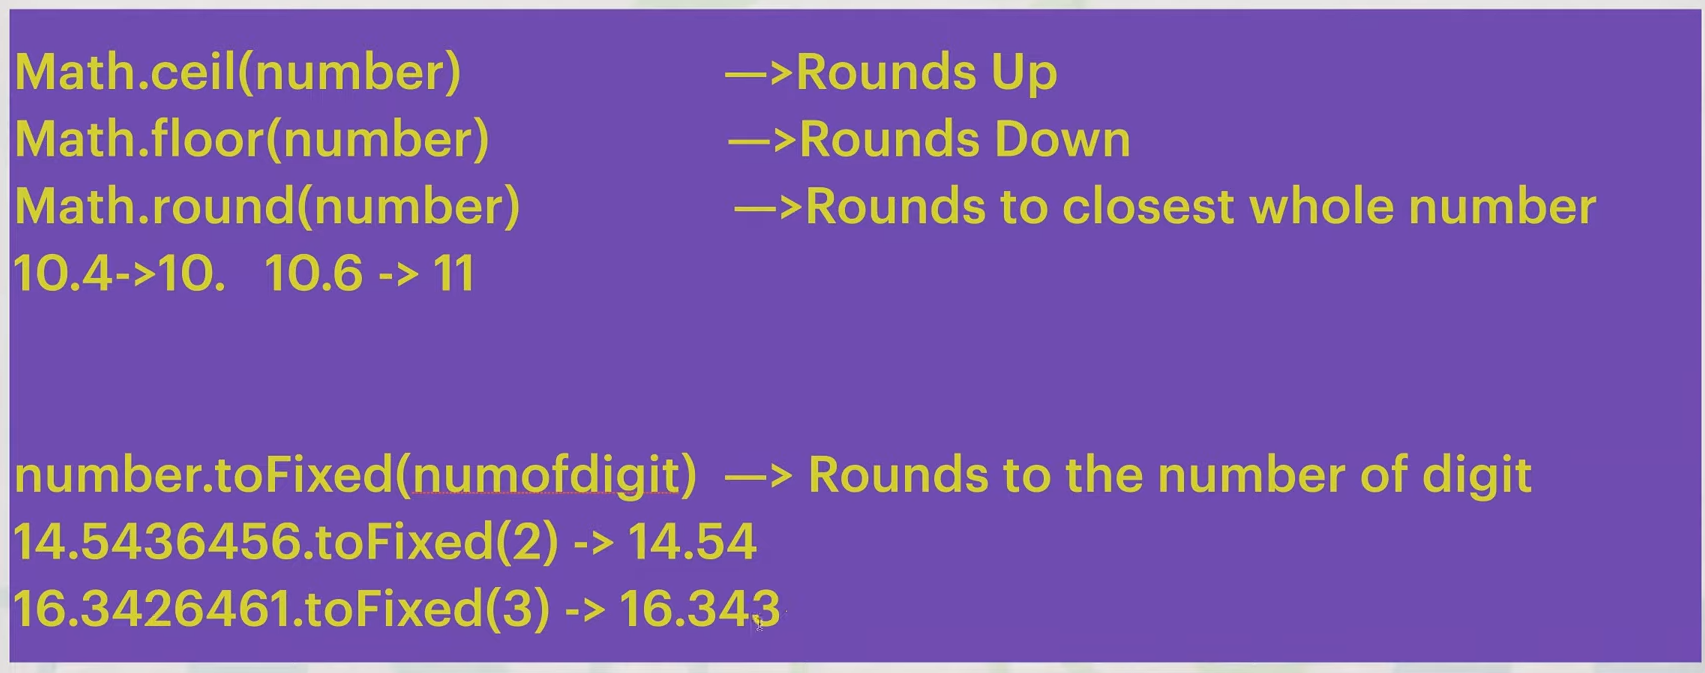 Math.ceil(number) —>Rounds Up
Math.floor(number) —>Rounds Down
Math.round(number) —>Rounds to closest whole number
10.4->10. 10.6 -> 11
number.toFixed(numofdigit) —> Rounds to the number of digit
14.5436456.toFixed(2) -> 14.54
16.3426461.toFixed(3) -> 16.343